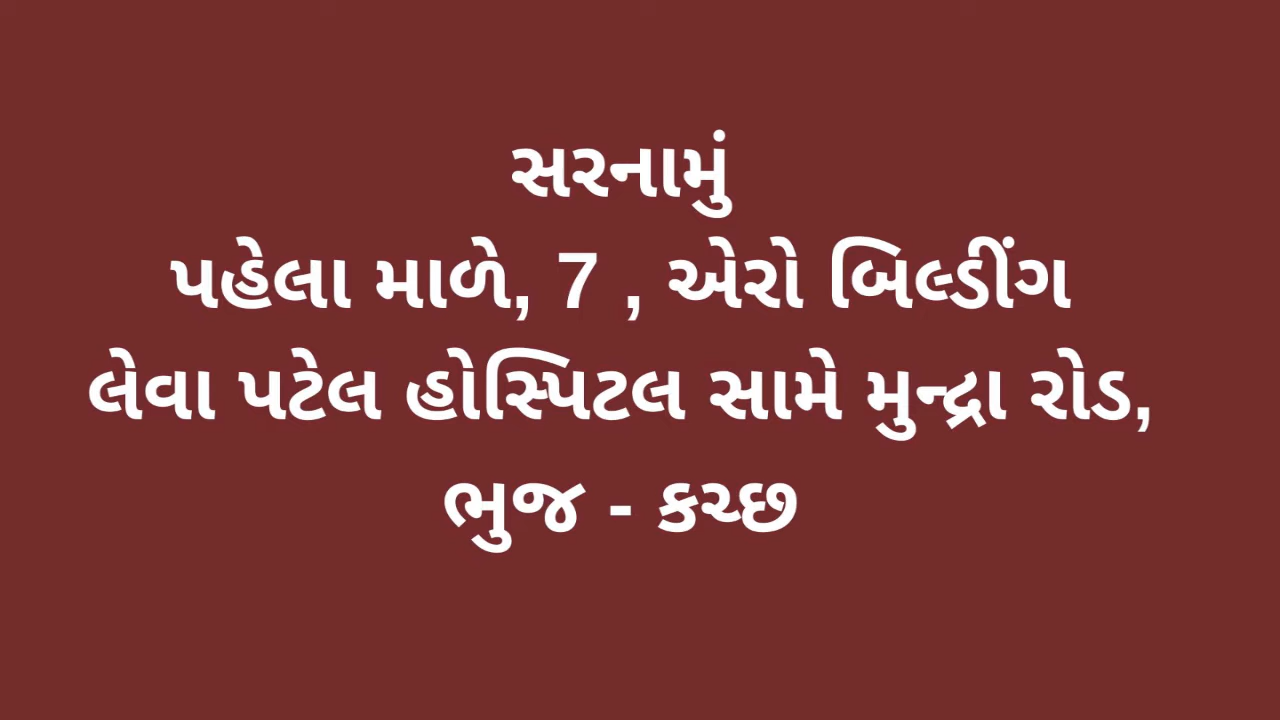 સરનામું
પહેલા માળે, 7 , એરો બિલ્ડીંગ
લેવા પટેલ હોસ્પિટલ સામે મુન્દ્રા રોડ,
ભુજ - કચ્છ